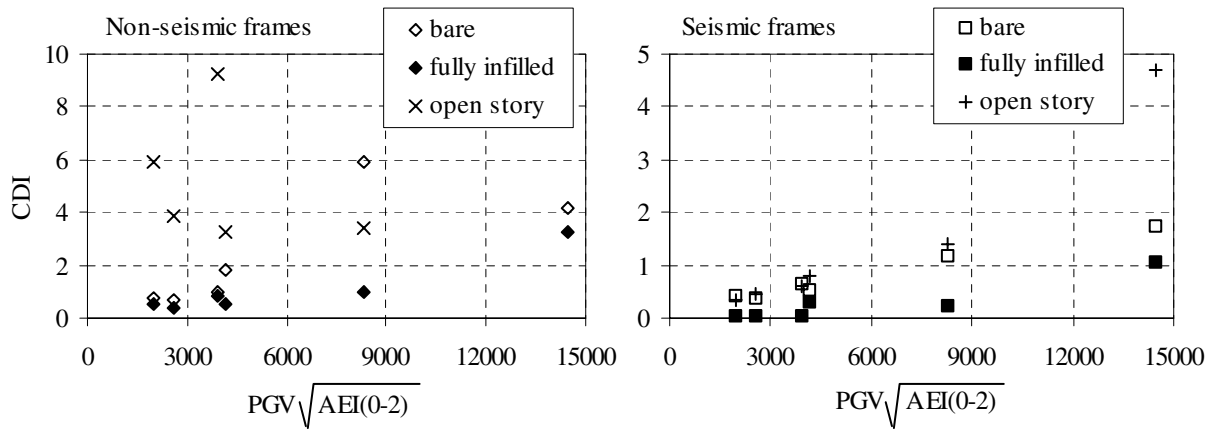 Non-seismic frames
bare
fully infilled
open story
10
8
6
4
2
0
CDI
0 3000 6000 9000 12000 15000
PGV√AEI(0-2)
Seismic frames
bare
fully infilled
open story
5
4
3
2
1
0
0 3000 6000 9000 12000 15000
PGV√AEI(0-2)